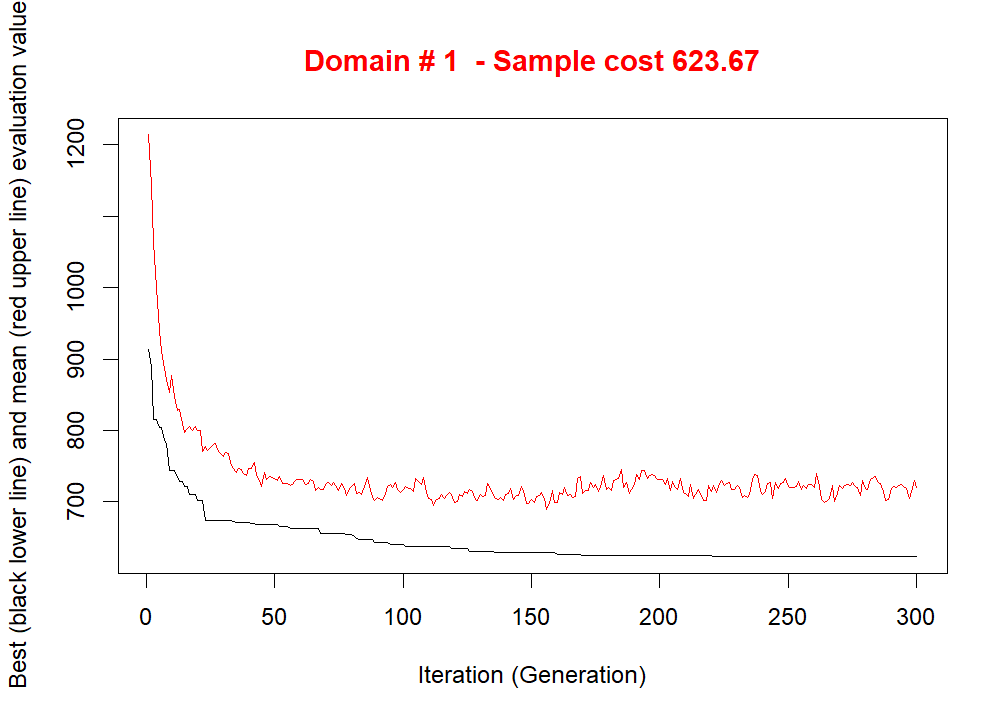 Domain # 1 - Sample cost 623.67
Best (black lower line) and mean (red upper line) evaluation value
1200
1000
900
800
700
0 50 100 150 200 250 300
Iteration (Generation)